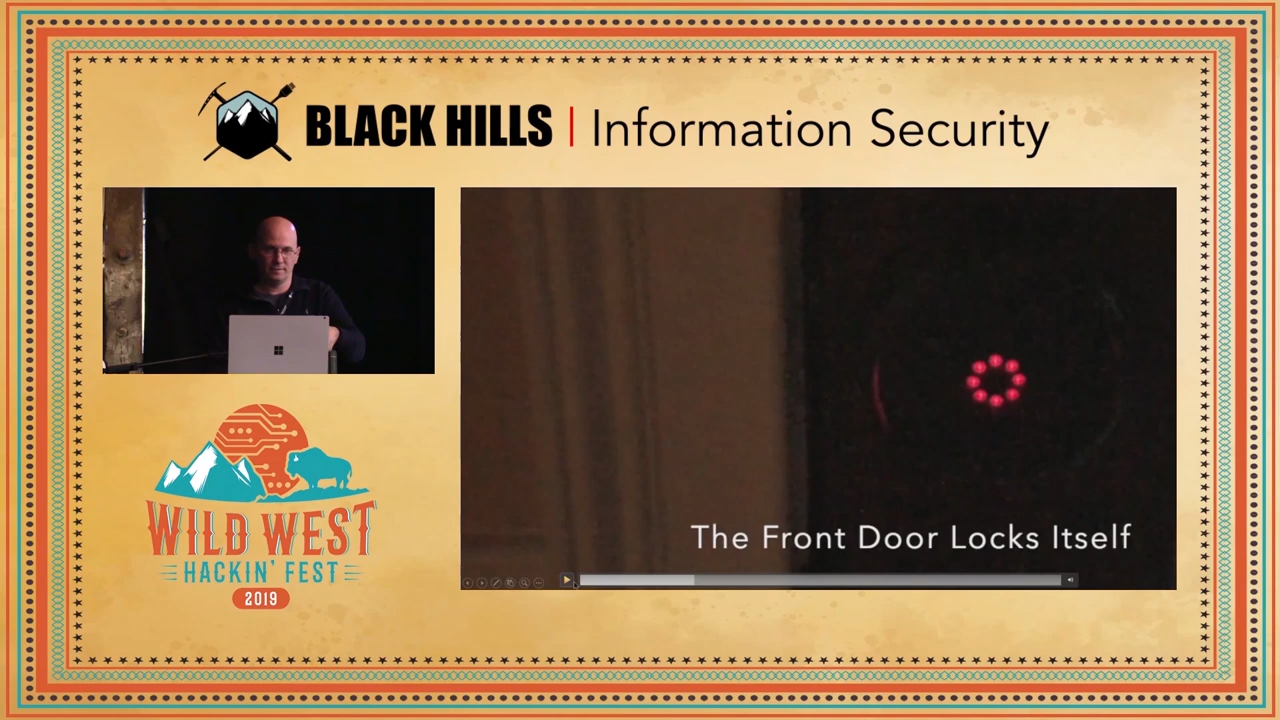 BLACK HILLS | Information Security
The Front Door Locks Itself
WILD WEST
HACKIN' FEST
2019